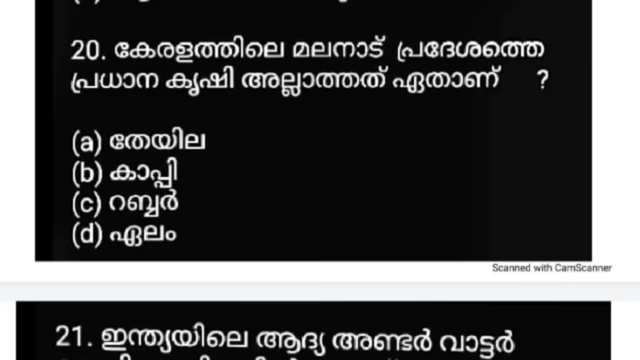 20. കേരളത്തിലെ മലനാട് പ്രദേശത്തെ
പ്രധാന കൃഷി അല്ലാത്തത് ഏതാണ് ?
(a) തേയില
(b) കാപ്പി
(c) റബ്ബർ
(d) ഏലം
Scanned with CamScanner
21. ഇന്ത്യയിലെ ആദ്യ അണ്ടർ വാട്ടർ